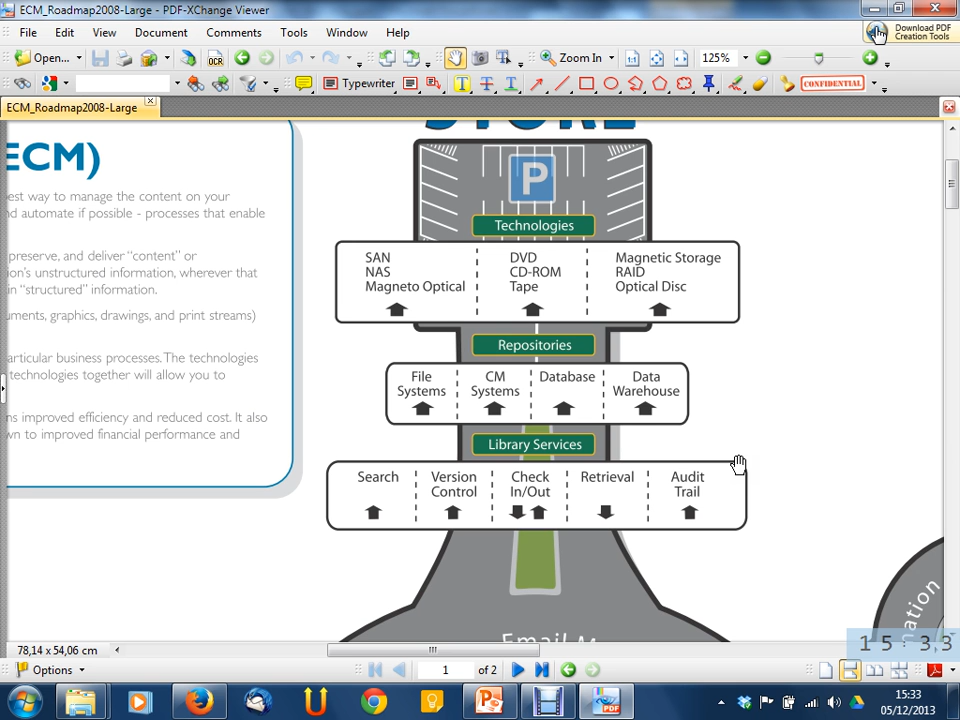 ECM_Roadmap2008-Large - PDF-XChange Viewer
File Edit View Document Comments Tools Window Help
Download PDF
Creation Tools
Open...
OCR
Zoom In
125%
Typewriter
CONFIDENTIAL
ECM_Roadmap2008-Large
STORE
ECM)
est way to manage the content on your
nd automate if possible - processes that enable
preserve, and deliver “content” or
ion’s unstructured information, wherever that
in “structured” information.
uments, graphics, drawings, and print streams)
articular business processes. The technologies
technologies together will allow you to
ns improved efficiency and reduced cost. It also
wn to improved financial performance and
P
Technologies
SAN
NAS
Magneto Optical
DVD
CD-ROM
Tape
Magnetic Storage
RAID
Optical Disc
Repositories
File
Systems
CM
Systems
Database
Data
Warehouse
Library Services
Search
Version
Control
Check
In/Out
Retrieval
Audit
Trail
Email M
nation
15:33
78,14 x 54,06 cm
Options
1 of 2
PDF
15:33
05/12/2013